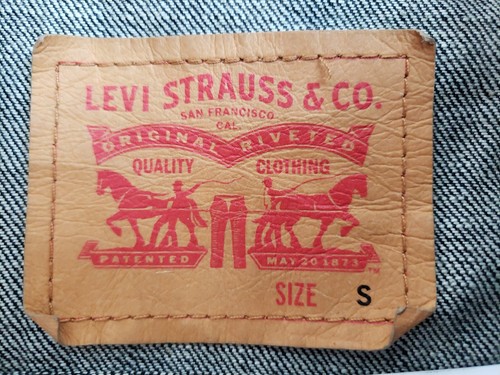 LEVI STRAUSS & CO.
SAN FRANCISCO
CAL.
ORIGINAL RIVETED
QUALITY CLOTHING
PATENTED MAY 20 1873 ™
SIZE S